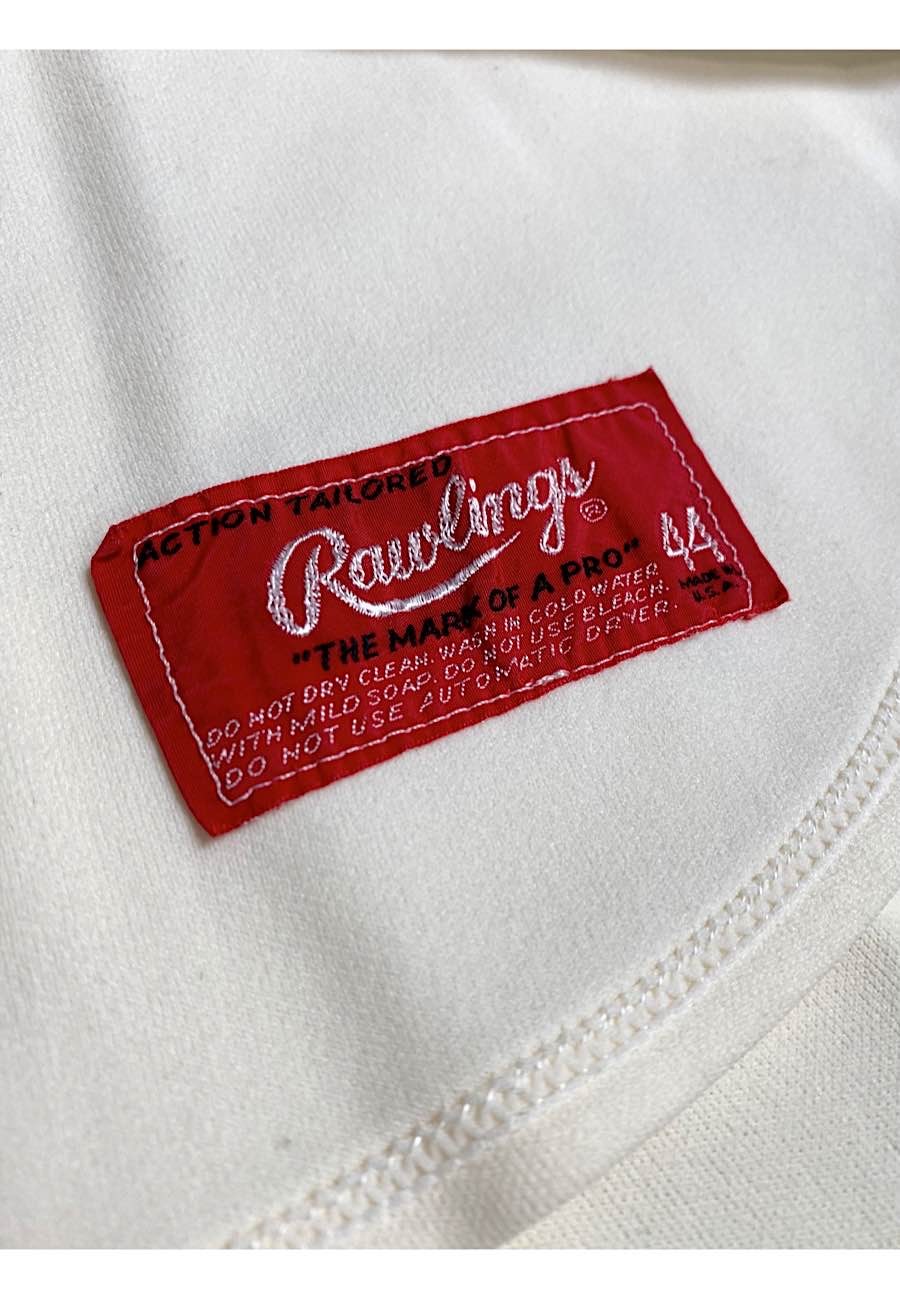 ACTION TAILORED
Rawlings®
44
"THE MARK OF A PRO"
MADE IN
U.S.A.
DO NOT DRY CLEAN. WASH IN COLD WATER
WITH MILD SOAP. DO NOT USE BLEACH.
DO NOT USE AUTOMATIC DRYER.